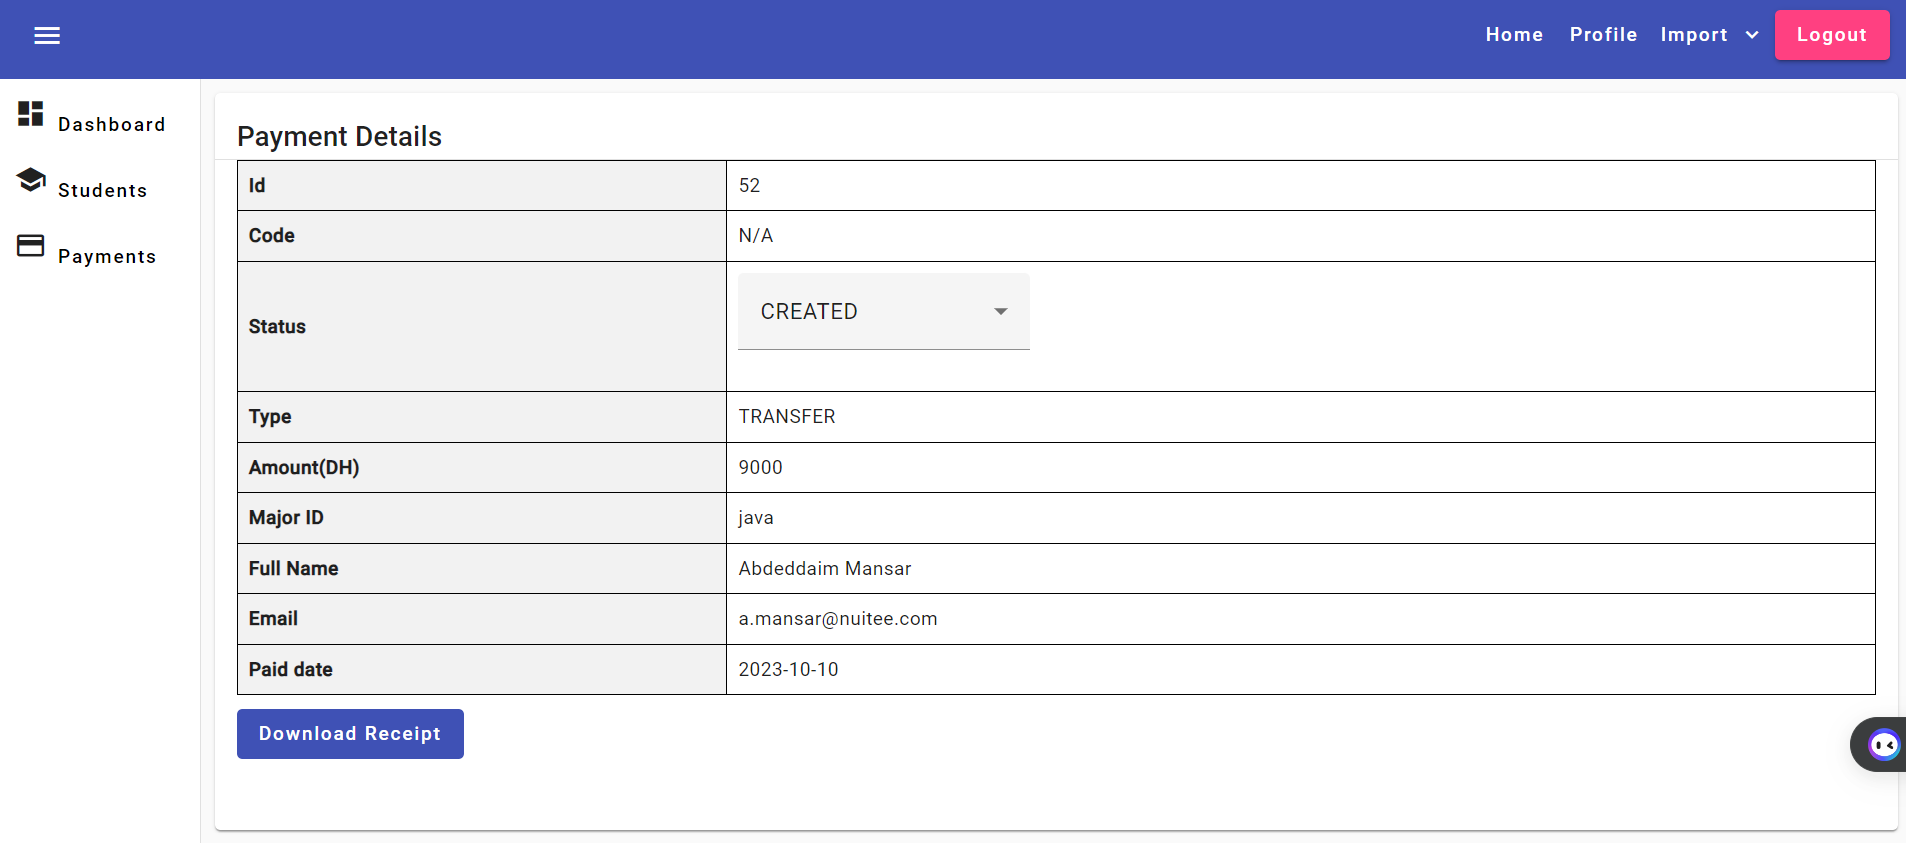 Home Profile Import Logout
Dashboard
Students
Payments
Payment Details
Id 52
Code N/A
Status CREATED
Type TRANSFER
Amount(DH) 9000
Major ID java
Full Name Abdeddaim Mansar
Email a.mansar@nuitee.com
Paid date 2023-10-10
Download Receipt